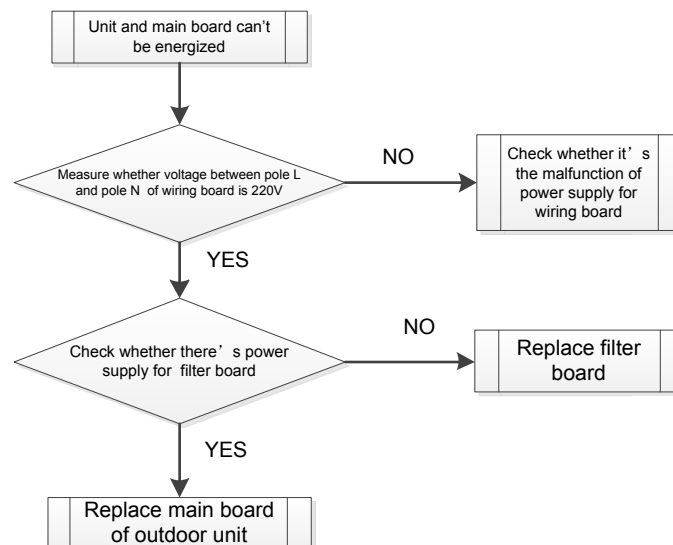 Unit and main board can't
be energized
Measure whether voltage between pole L
and pole N of wiring board is 220V
NO
Check whether it's
the malfunction of
power supply for
wiring board
YES
Check whether there's power
supply for filter board
NO
Replace filter
board
YES
Replace main board
of outdoor unit